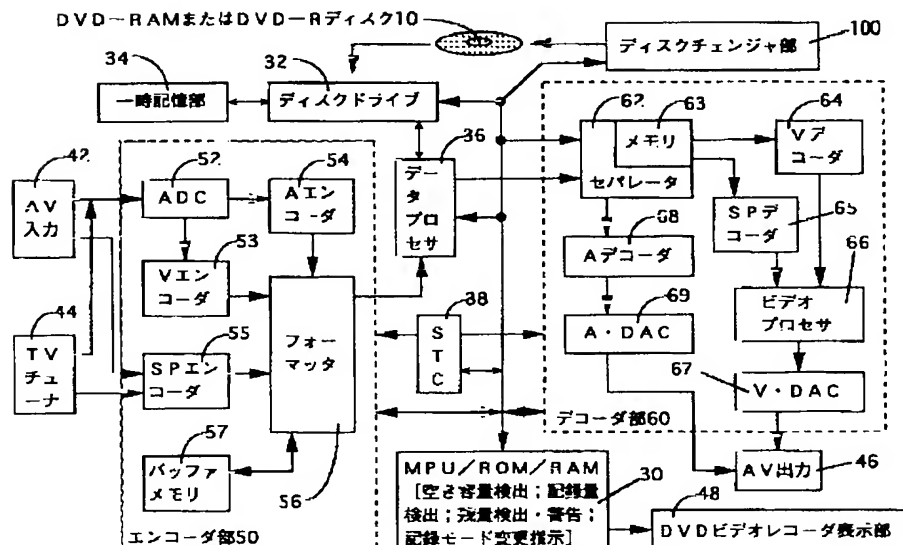 DVD-RAMまたはDVD-Rディスク10
100
ディスクチェンジャ部
34
32
一時記憶部
ディスクドライブ
62
63
64
メモリ
Vデ
コーダ
セパレータ
36
データ
プロセサ
42
AV
入力
52
ADC
54
Aエン
コーダ
SPデ
コーダ
65
68
Aデコーダ
53
Vエン
コーダ
38
STC
66
ビデオ
プロセサ
69
A・DAC
44
TV
チュー
ナ
55
SPエン
コーダ
フォー
マッタ
67
V・DAC
デコーダ部60
57
バッファ
メモリ
56
MPU/ROM/RAM
[空き容量検出;記録量
検出;残量検出・警告;
記録モード変更指示]
30
AV出力
46
48
DVDビデオレコーダ表示部
エンコーダ部50